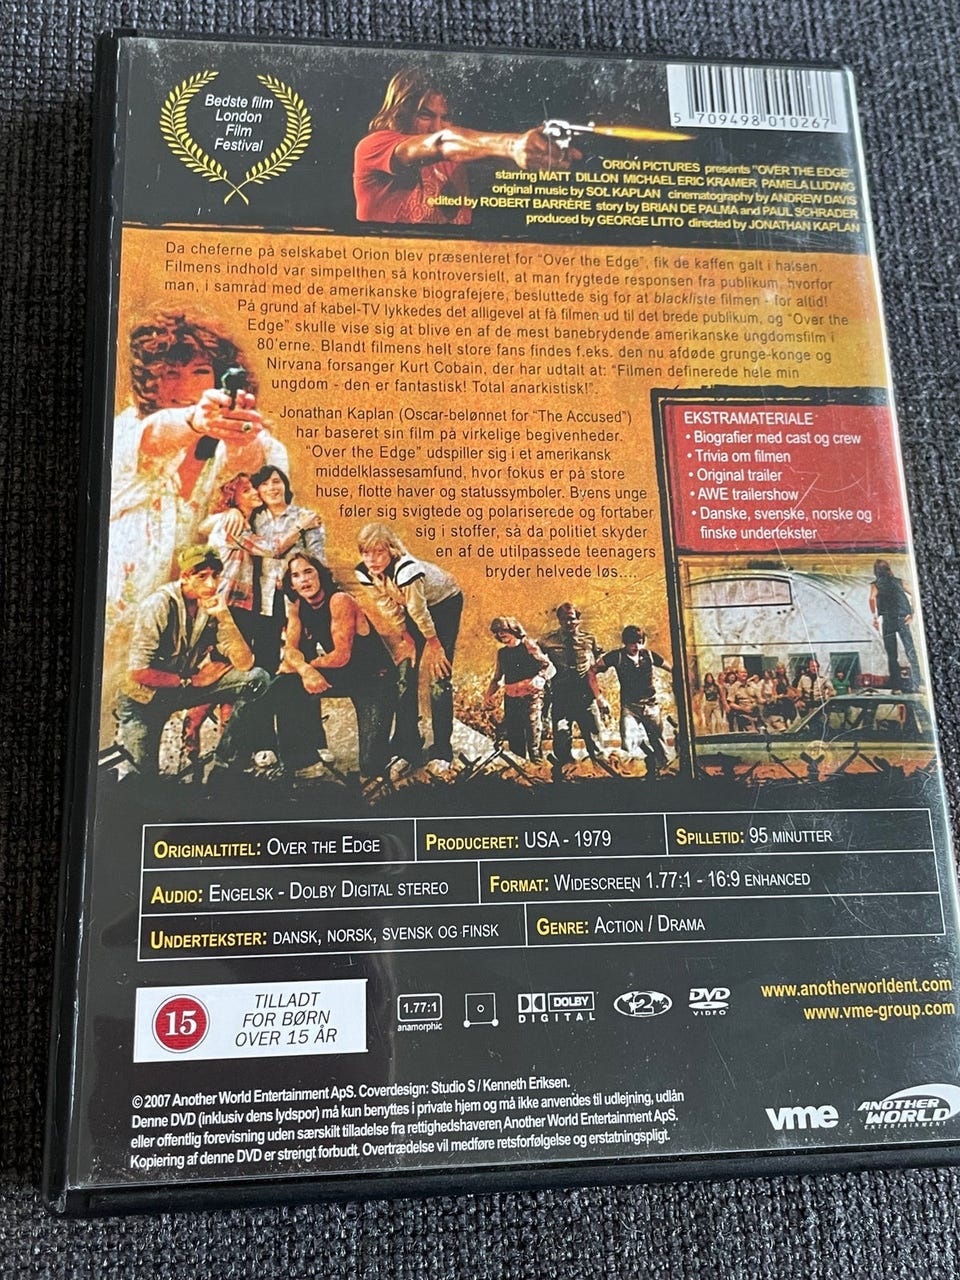 Bedste film
London
Film
Festival
5 709498 010267
ORION PICTURES presents "OVER THE EDGE"
starring MATT DILLON MICHAEL ERIC KRAMER PAMELA LUDWIG
original music by SOL KAPLAN cinematography by ANDREW DAVIS
edited by ROBERT BARRÈRE story by BRIAN DE PALMA and PAUL SCHRADER
produced by GEORGE LITTO directed by JONATHAN KAPLAN
Da cheferne på selskabet Orion blev præsenteret for "Over the Edge", fik de kaffen galt i halsen.
Filmens indhold var simpelthen så kontroversielt, at man frygtede responsen fra publikum, hvorfor
man, i samråd med de amerikanske biografejere, besluttede sig for at blackliste filmen - for altid!
På grund af kabel-TV lykkedes det alligevel at få filmen ud til det brede publikum, og "Over the
Edge" skulle vise sig at blive en af de mest banebrydende amerikanske ungdomsfilm i
80'erne. Blandt filmens helt store fans findes f.eks. den nu afdøde grunge-konge og
Nirvana forsanger Kurt Cobain, der har udtalt at: "Filmen definerede hele min
ungdom - den er fantastisk! Total anarkistisk!".
- Jonathan Kaplan (Oscar-belønnet for "The Accused")
har baseret sin film på virkelige begivenheder.
"Over the Edge" udspiller sig i et amerikansk
middelklassesamfund, hvor fokus er på store
huse, flotte haver og statussymboler. Byens unge
føler sig svigtede og polariserede og fortaber
sig i stoffer, så da politiet skyder
en af de utilpassede teenagers
bryder helvede løs....
EKSTRAMATERIALE
• Biografier med cast og crew
• Trivia om filmen
• Original trailer
• AWE trailershow
• Danske, svenske, norske og
finske undertekster
ORIGINALTITEL: OVER THE EDGE PRODUCERET: USA - 1979 SPILLETID: 95 MINUTTER
AUDIO: ENGELSK - DOLBY DIGITAL STEREO FORMAT: WIDESCREEN 1.77:1 - 16:9 ENHANCED
UNDERTEKSTER: DANSK, NORSK, SVENSK OG FINSK GENRE: ACTION / DRAMA
15
TILLADT
FOR BØRN
OVER 15 ÅR
1.77:1
anamorphic
DOLBY
DIGITAL
2
DVD
VIDEO
www.anotherworldent.com
www.vme-group.com
© 2007 Another World Entertainment ApS. Coverdesign: Studio S / Kenneth Eriksen.
Denne DVD (inklusiv dens lydspor) må kun benyttes i private hjem og må ikke anvendes til udlejning, udlån
eller offentlig forevisning uden særskilt tilladelse fra rettighedshaveren Another World Entertainment ApS.
Kopiering af denne DVD er strengt forbudt. Overtrædelse vil medføre retsforfølgelse og erstatningspligt.
vme
ANOTHER
WORLD
ENTERTAINMENT